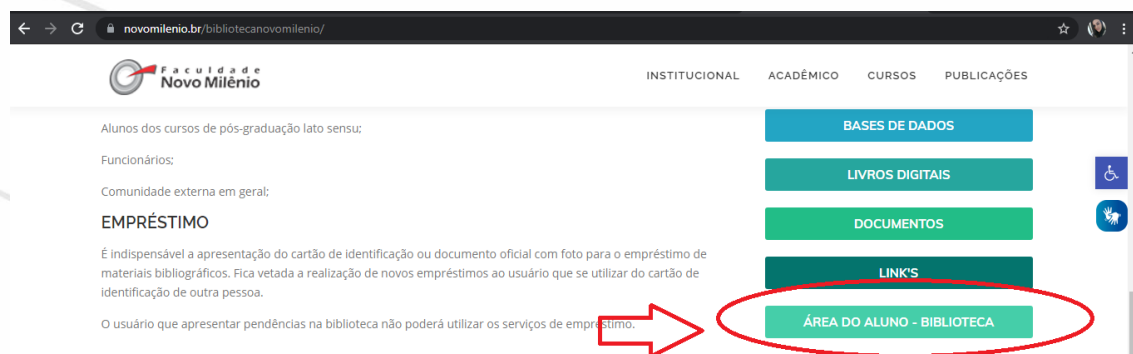 novomilenio.br/bibliotecanovomilenio/
Faculdade
Novo Milênio
INSTITUCIONAL ACADÊMICO CURSOS PUBLICAÇÕES
Alunos dos cursos de pós-graduação lato sensu;
Funcionários;
Comunidade externa em geral;
EMPRÉSTIMO
É indispensável a apresentação do cartão de identificação ou documento oficial com foto para o empréstimo de
materiais bibliográficos. Fica vetada a realização de novos empréstimos ao usuário que se utilizar do cartão de
identificação de outra pessoa.
O usuário que apresentar pendências na biblioteca não poderá utilizar os serviços de empréstimo.
BASES DE DADOS
LIVROS DIGITAIS
DOCUMENTOS
LINK'S
ÁREA DO ALUNO - BIBLIOTECA